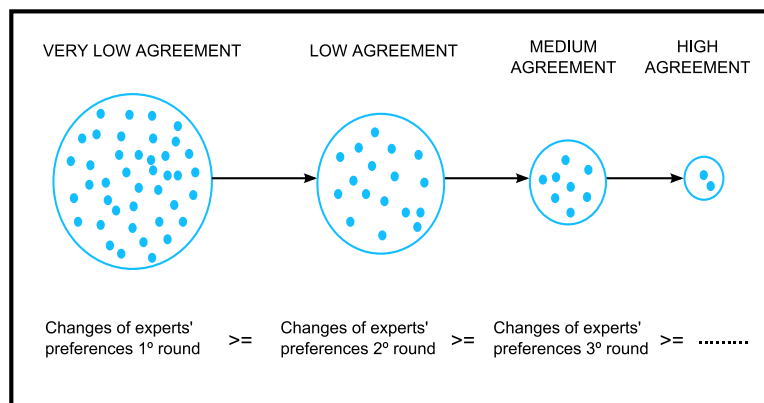 VERY LOW AGREEMENT
LOW AGREEMENT
MEDIUM
AGREEMENT
HIGH
AGREEMENT
Changes of experts'
preferences 1º round
>=
Changes of experts'
preferences 2º round
>=
Changes of experts'
preferences 3º round
>= .........